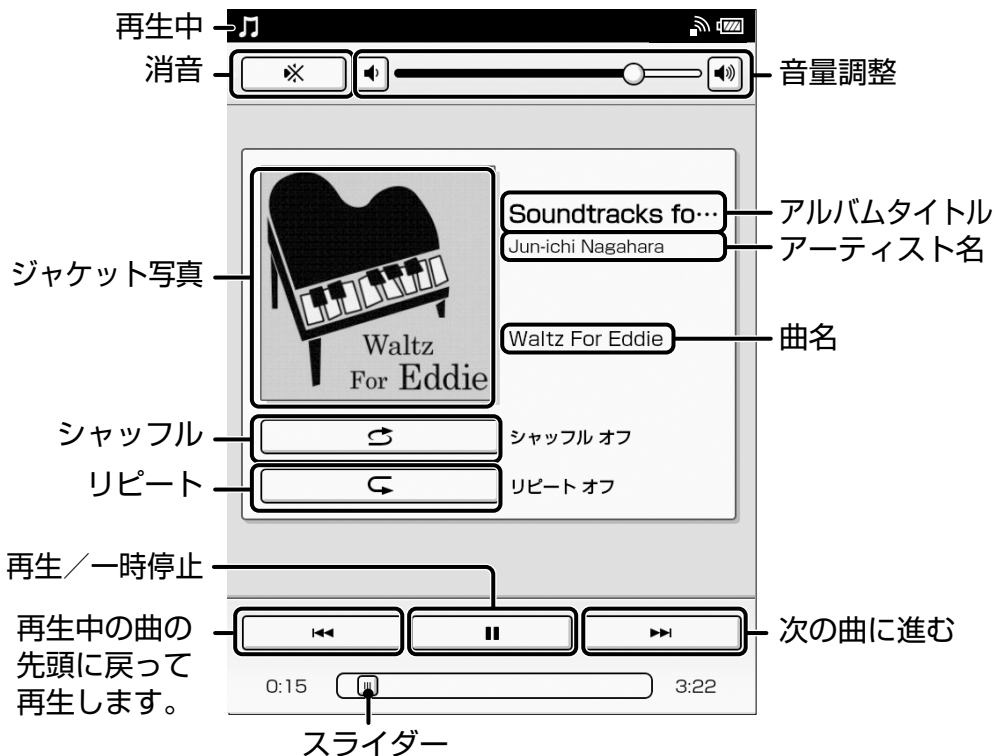 再生中
消音
音量調整
Soundtracks fo…
アルバムタイトル
Jun-ichi Nagahara
アーティスト名
ジャケット写真
Waltz For Eddie
曲名
Waltz
For Eddie
シャッフル
シャッフル オフ
リピート
リピート オフ
再生／一時停止
再生中の曲の
先頭に戻って
再生します。
次の曲に進む
0:15
3:22
スライダー